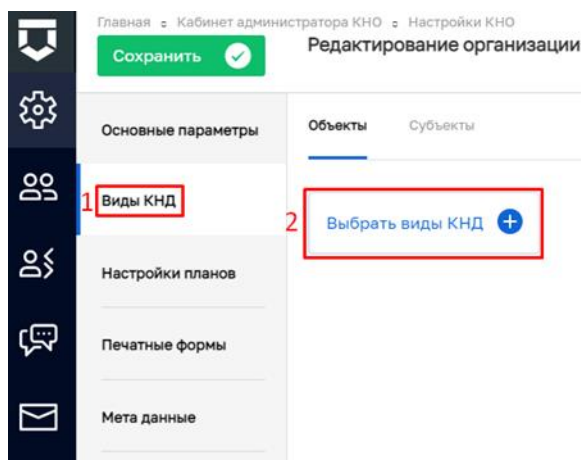 Главная Кабинет администратора КНО Настройки КНО
Сохранить
Редактирование организации
Основные параметры
Объекты Субъекты
1 Виды КНД
2 Выбрать виды КНД
Настройки планов
Печатные формы
Мета данные